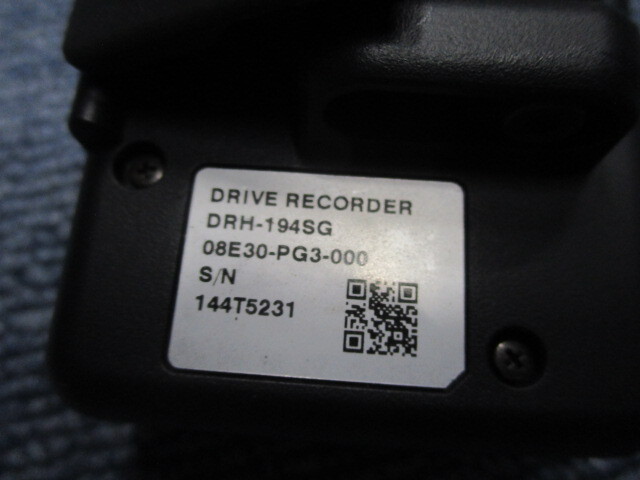 DRIVE RECORDER
DRH-194SG
08E30-PG3-000
S/N
144T5231